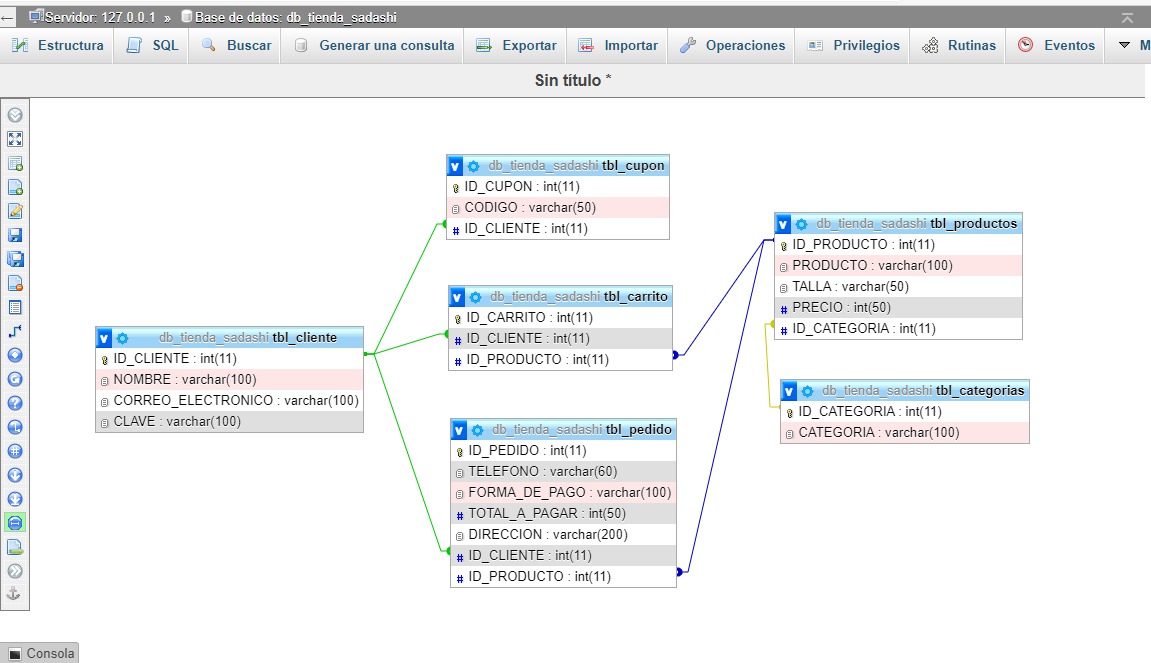 Servidor: 127.0.0.1 » Base de datos: db_tienda_sadashi
Estructura SQL Buscar Generar una consulta Exportar Importar Operaciones Privilegios Rutinas Eventos M
Sin título *
db_tienda_sadashi tbl_cupon
ID_CUPON : int(11)
CODIGO : varchar(50)
ID_CLIENTE : int(11)
db_tienda_sadashi tbl_productos
ID_PRODUCTO : int(11)
PRODUCTO : varchar(100)
TALLA : varchar(50)
PRECIO : int(50)
ID_CATEGORIA : int(11)
db_tienda_sadashi tbl_carrito
ID_CARRITO : int(11)
ID_CLIENTE : int(11)
ID_PRODUCTO : int(11)
db_tienda_sadashi tbl_cliente
ID_CLIENTE : int(11)
NOMBRE : varchar(100)
CORREO_ELECTRONICO : varchar(100)
CLAVE : varchar(100)
db_tienda_sadashi tbl_categorias
ID_CATEGORIA : int(11)
CATEGORIA : varchar(100)
db_tienda_sadashi tbl_pedido
ID_PEDIDO : int(11)
TELEFONO : varchar(60)
FORMA_DE_PAGO : varchar(100)
TOTAL_A_PAGAR : int(50)
DIRECCION : varchar(200)
ID_CLIENTE : int(11)
ID_PRODUCTO : int(11)
Consola